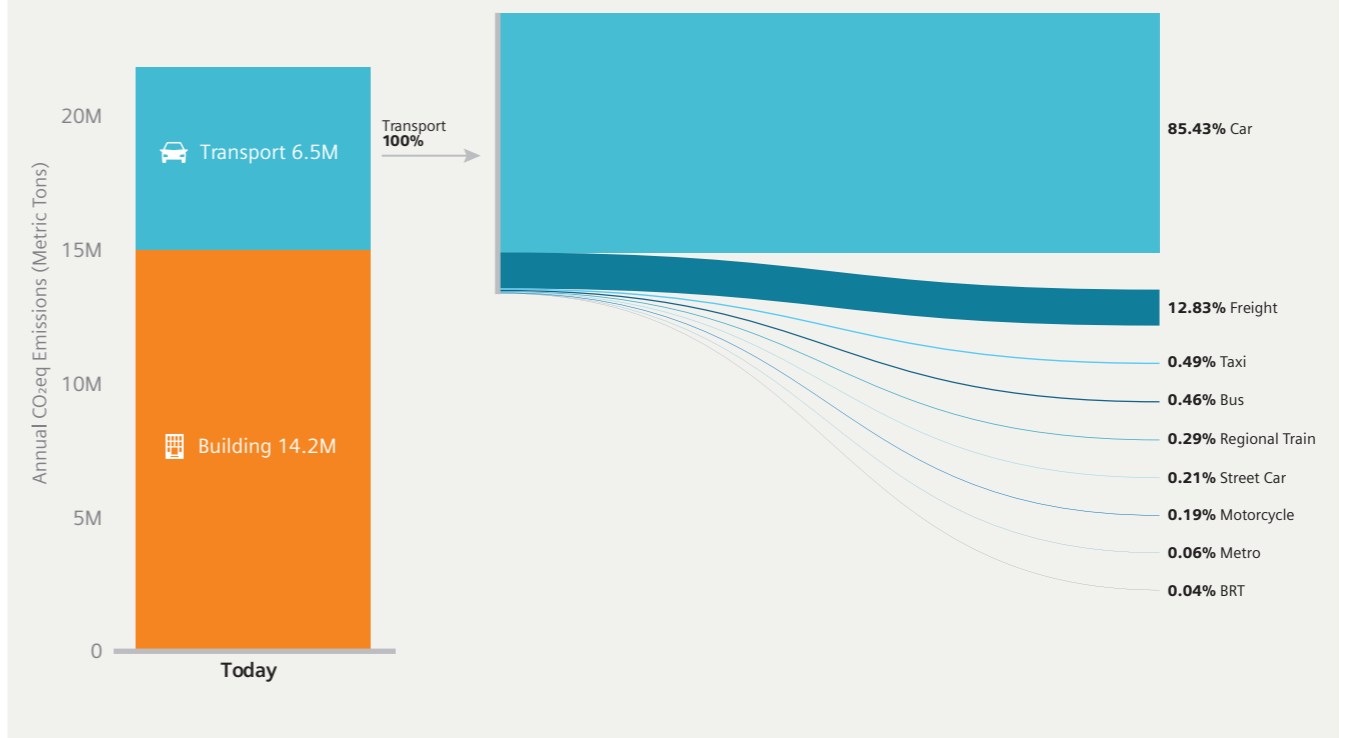 Annual CO₂eq Emissions (Metric Tons)
20M
15M
10M
5M
0
Transport 6.5M
Building 14.2M
Today
Transport
100%
85.43% Car
12.83% Freight
0.49% Taxi
0.46% Bus
0.29% Regional Train
0.21% Street Car
0.19% Motorcycle
0.06% Metro
0.04% BRT